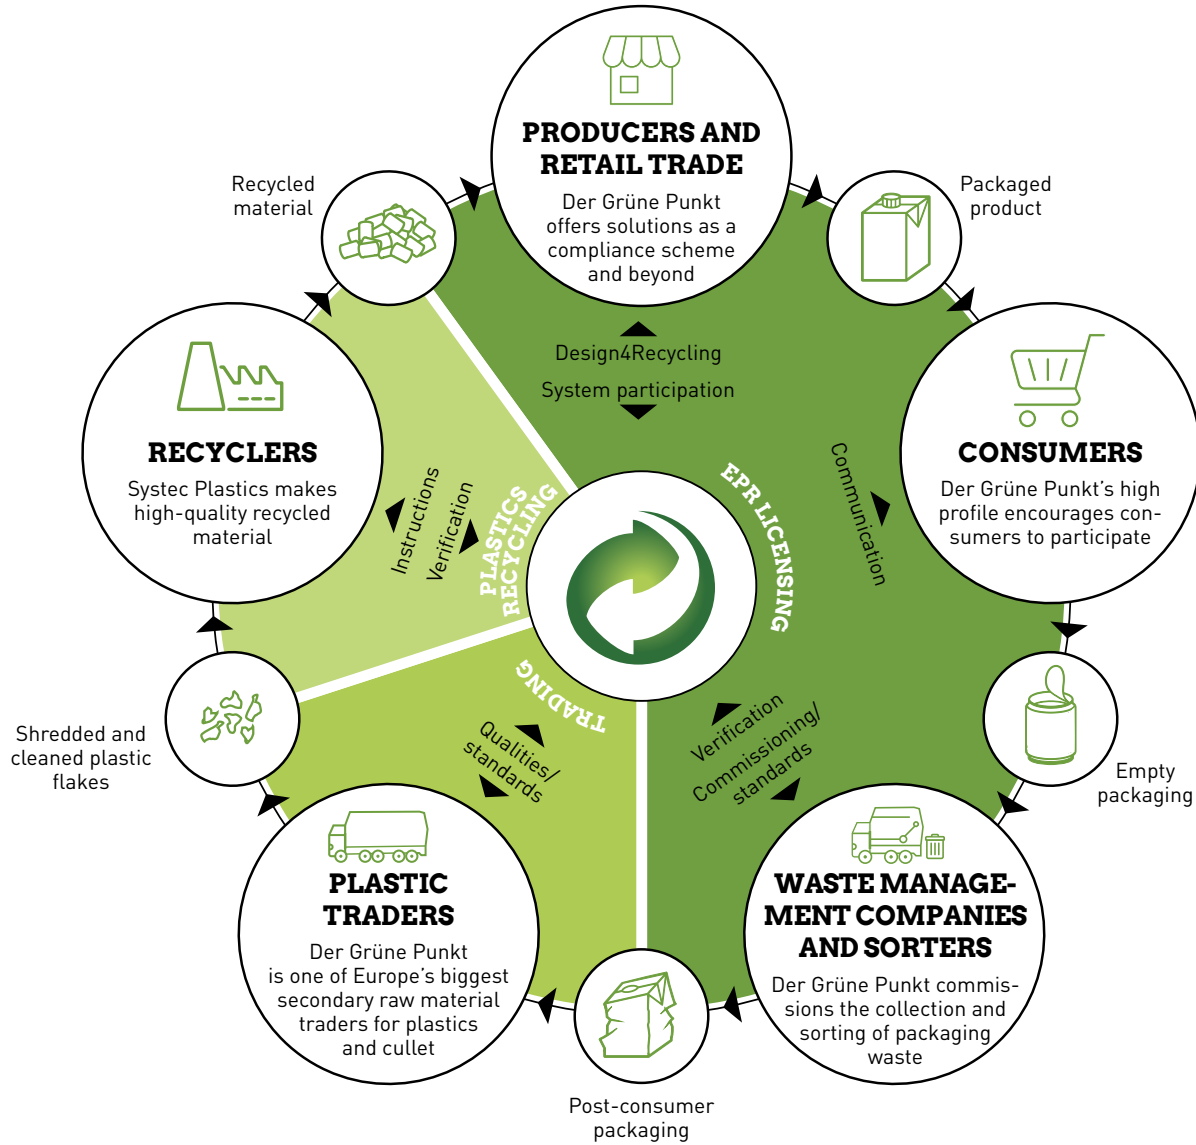 PRODUCERS AND
RETAIL TRADE
Der Grüne Punkt
offers solutions as a
compliance scheme
and beyond
Packaged
product
CONSUMERS
Der Grüne Punkt’s high
profile encourages con-
sumers to participate
Empty
packaging
WASTE MANAGE-
MENT COMPANIES
AND SORTERS
Der Grüne Punkt commis-
sions the collection and
sorting of packaging
waste
Post-consumer
packaging
PLASTIC
TRADERS
Der Grüne Punkt
is one of Europe’s biggest
secondary raw material
traders for plastics
and cullet
Shredded and
cleaned plastic
flakes
RECYCLERS
Systec Plastics makes
high-quality recycled
material
Recycled
material
Design4Recycling
System participation
Communication
EPR LICENSING
Verification
Commissioning/
standards
TRADING
Qualities/
standards
PLASTICS
RECYCLING
Instructions
Verification